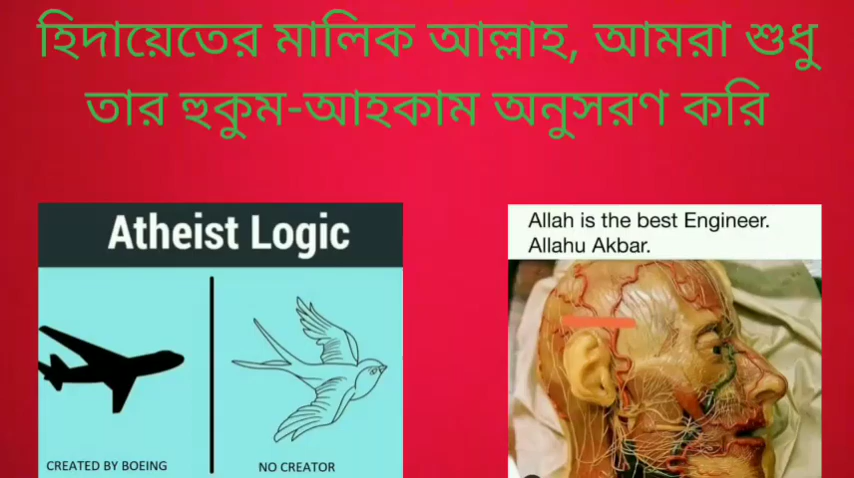 হিদায়েতের মালিক আল্লাহ, আমরা শুধু
তার হুকুম-আহকাম অনুসরণ করি
Atheist Logic
CREATED BY BOEING
NO CREATOR
Allah is the best Engineer.
Allahu Akbar.